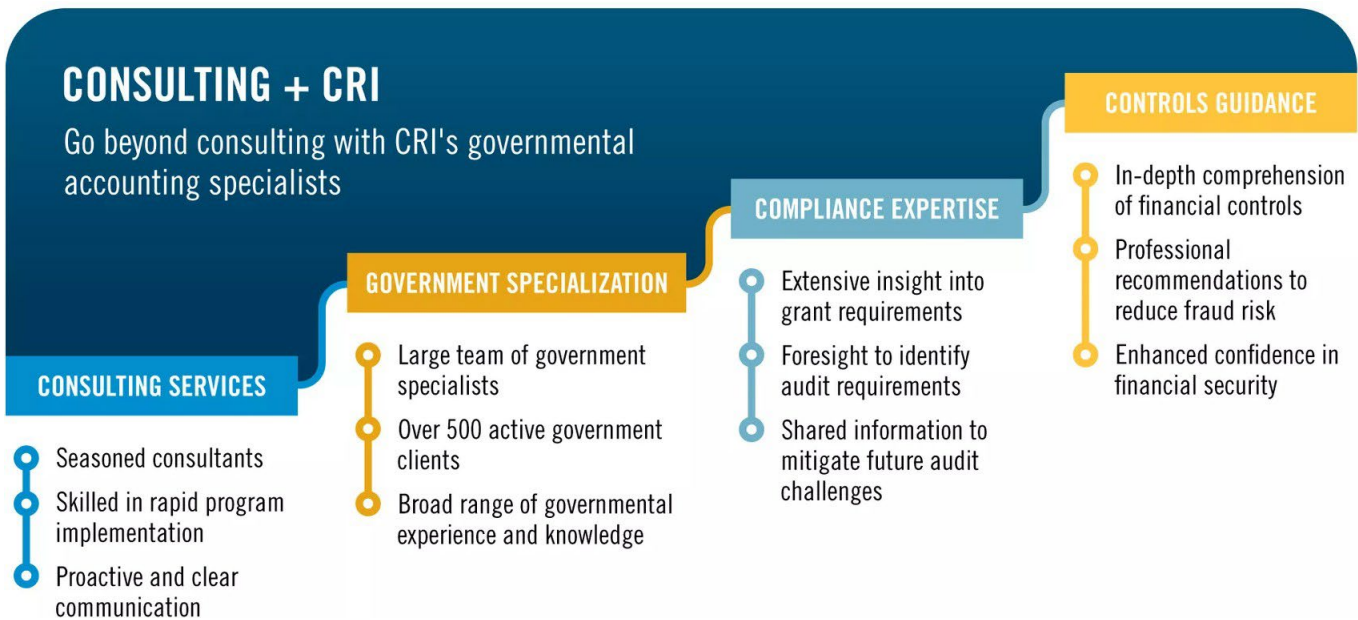 CONSULTING + CRI
Go beyond consulting with CRI's governmental
accounting specialists
CONSULTING SERVICES
Seasoned consultants
Skilled in rapid program
implementation
Proactive and clear
communication
GOVERNMENT SPECIALIZATION
Large team of government
specialists
Over 500 active government
clients
Broad range of governmental
experience and knowledge
COMPLIANCE EXPERTISE
Extensive insight into
grant requirements
Foresight to identify
audit requirements
Shared information to
mitigate future audit
challenges
CONTROLS GUIDANCE
In-depth comprehension
of financial controls
Professional
recommendations to
reduce fraud risk
Enhanced confidence in
financial security